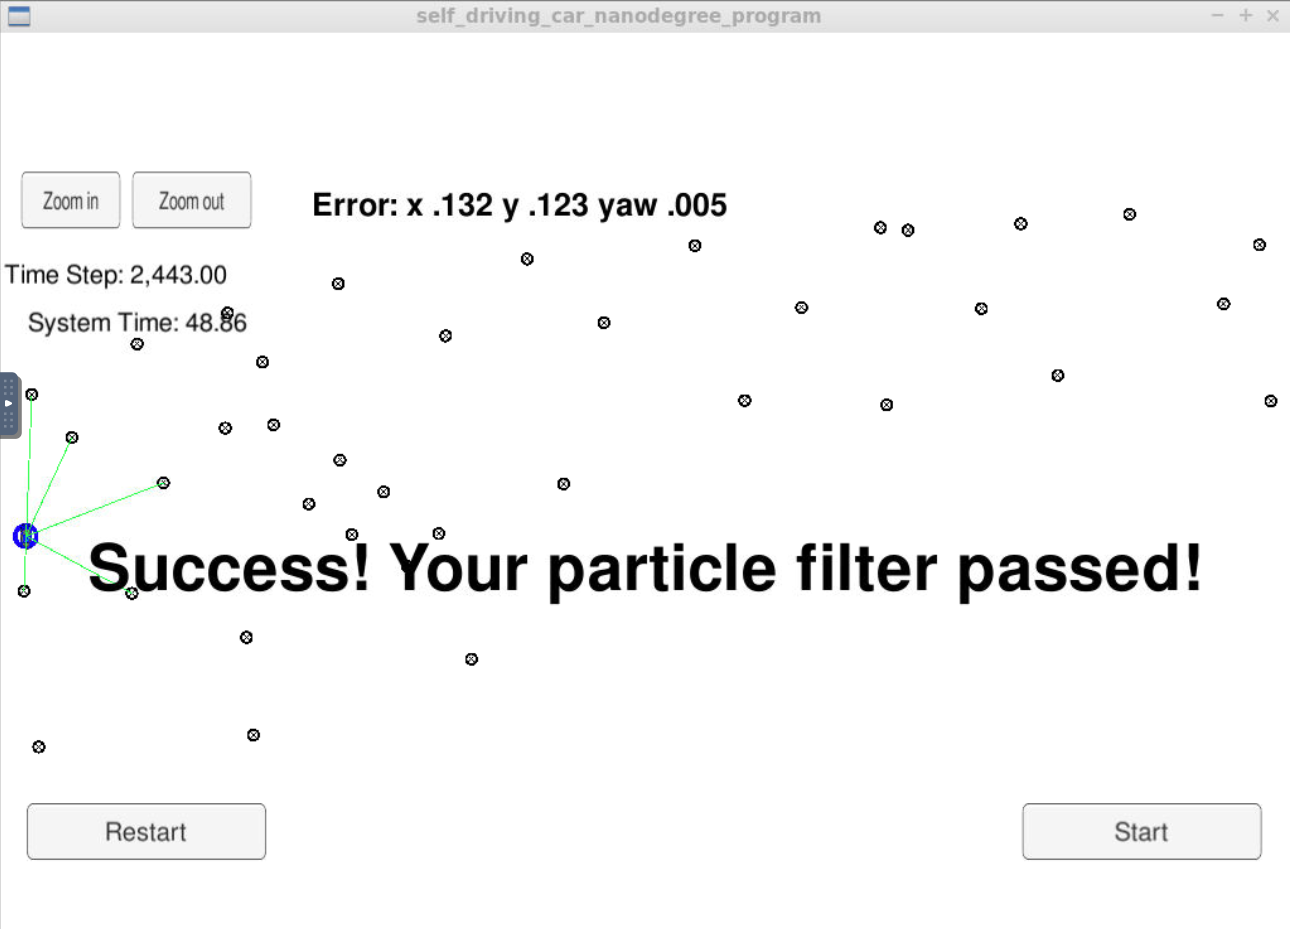 self_driving_car_nanodegree_program
Zoom in
Zoom out
Error: x .132 y .123 yaw .005
Time Step: 2,443.00
System Time: 48.86
Success! Your particle filter passed!
Restart
Start